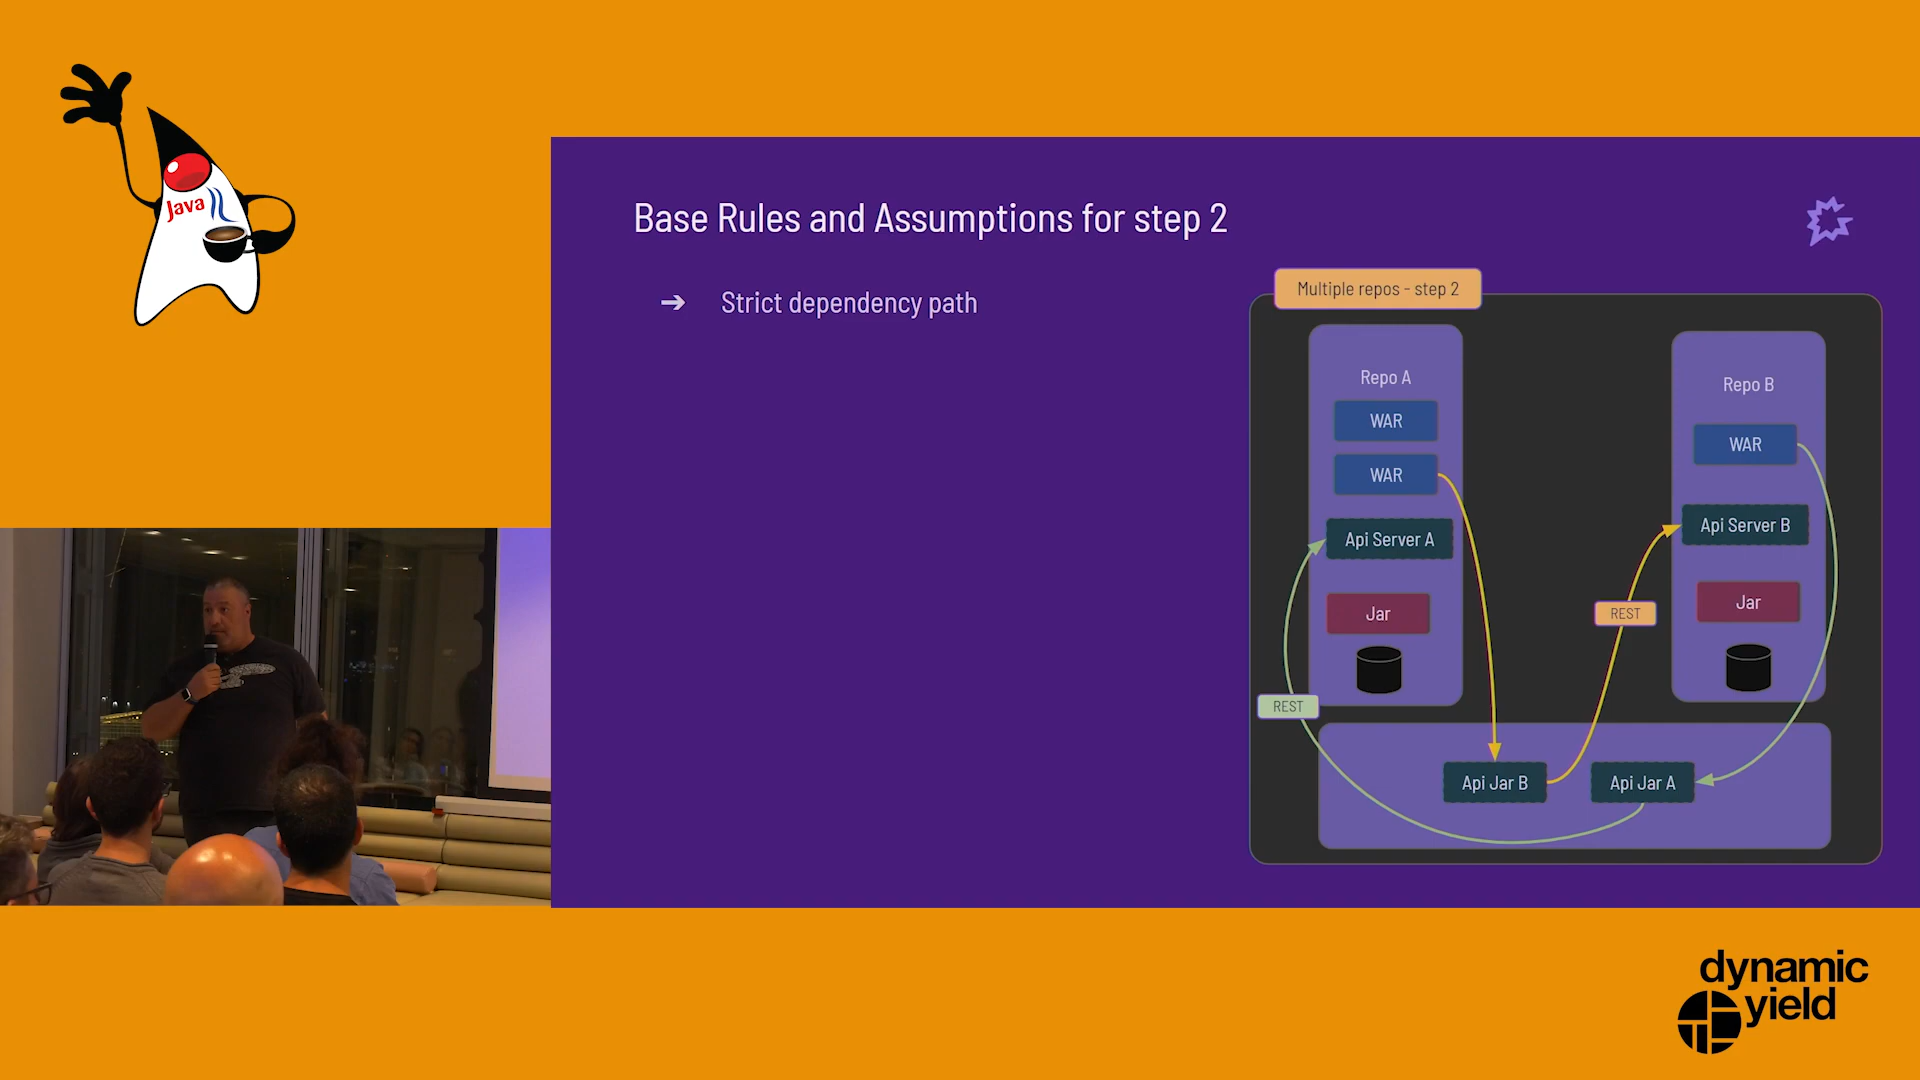 Java
Base Rules and Assumptions for step 2
➔ Strict dependency path
Multiple repos - step 2
Repo A
WAR
WAR
Api Server A
Jar
REST
Repo B
WAR
Api Server B
REST
Jar
Api Jar B
Api Jar A
dynamic
yield